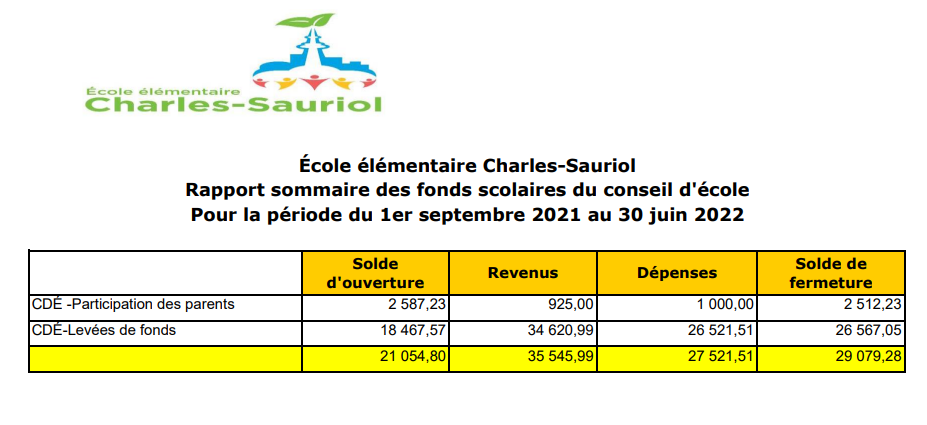 École élémentaire
Charles-Sauriol
École élémentaire Charles-Sauriol
Rapport sommaire des fonds scolaires du conseil d'école
Pour la période du 1er septembre 2021 au 30 juin 2022
Solde d'ouverture Revenus Dépenses Solde de fermeture
CDÉ -Participation des parents 2 587,23 925,00 1 000,00 2 512,23
CDÉ-Levées de fonds 18 467,57 34 620,99 26 521,51 26 567,05
21 054,80 35 545,99 27 521,51 29 079,28